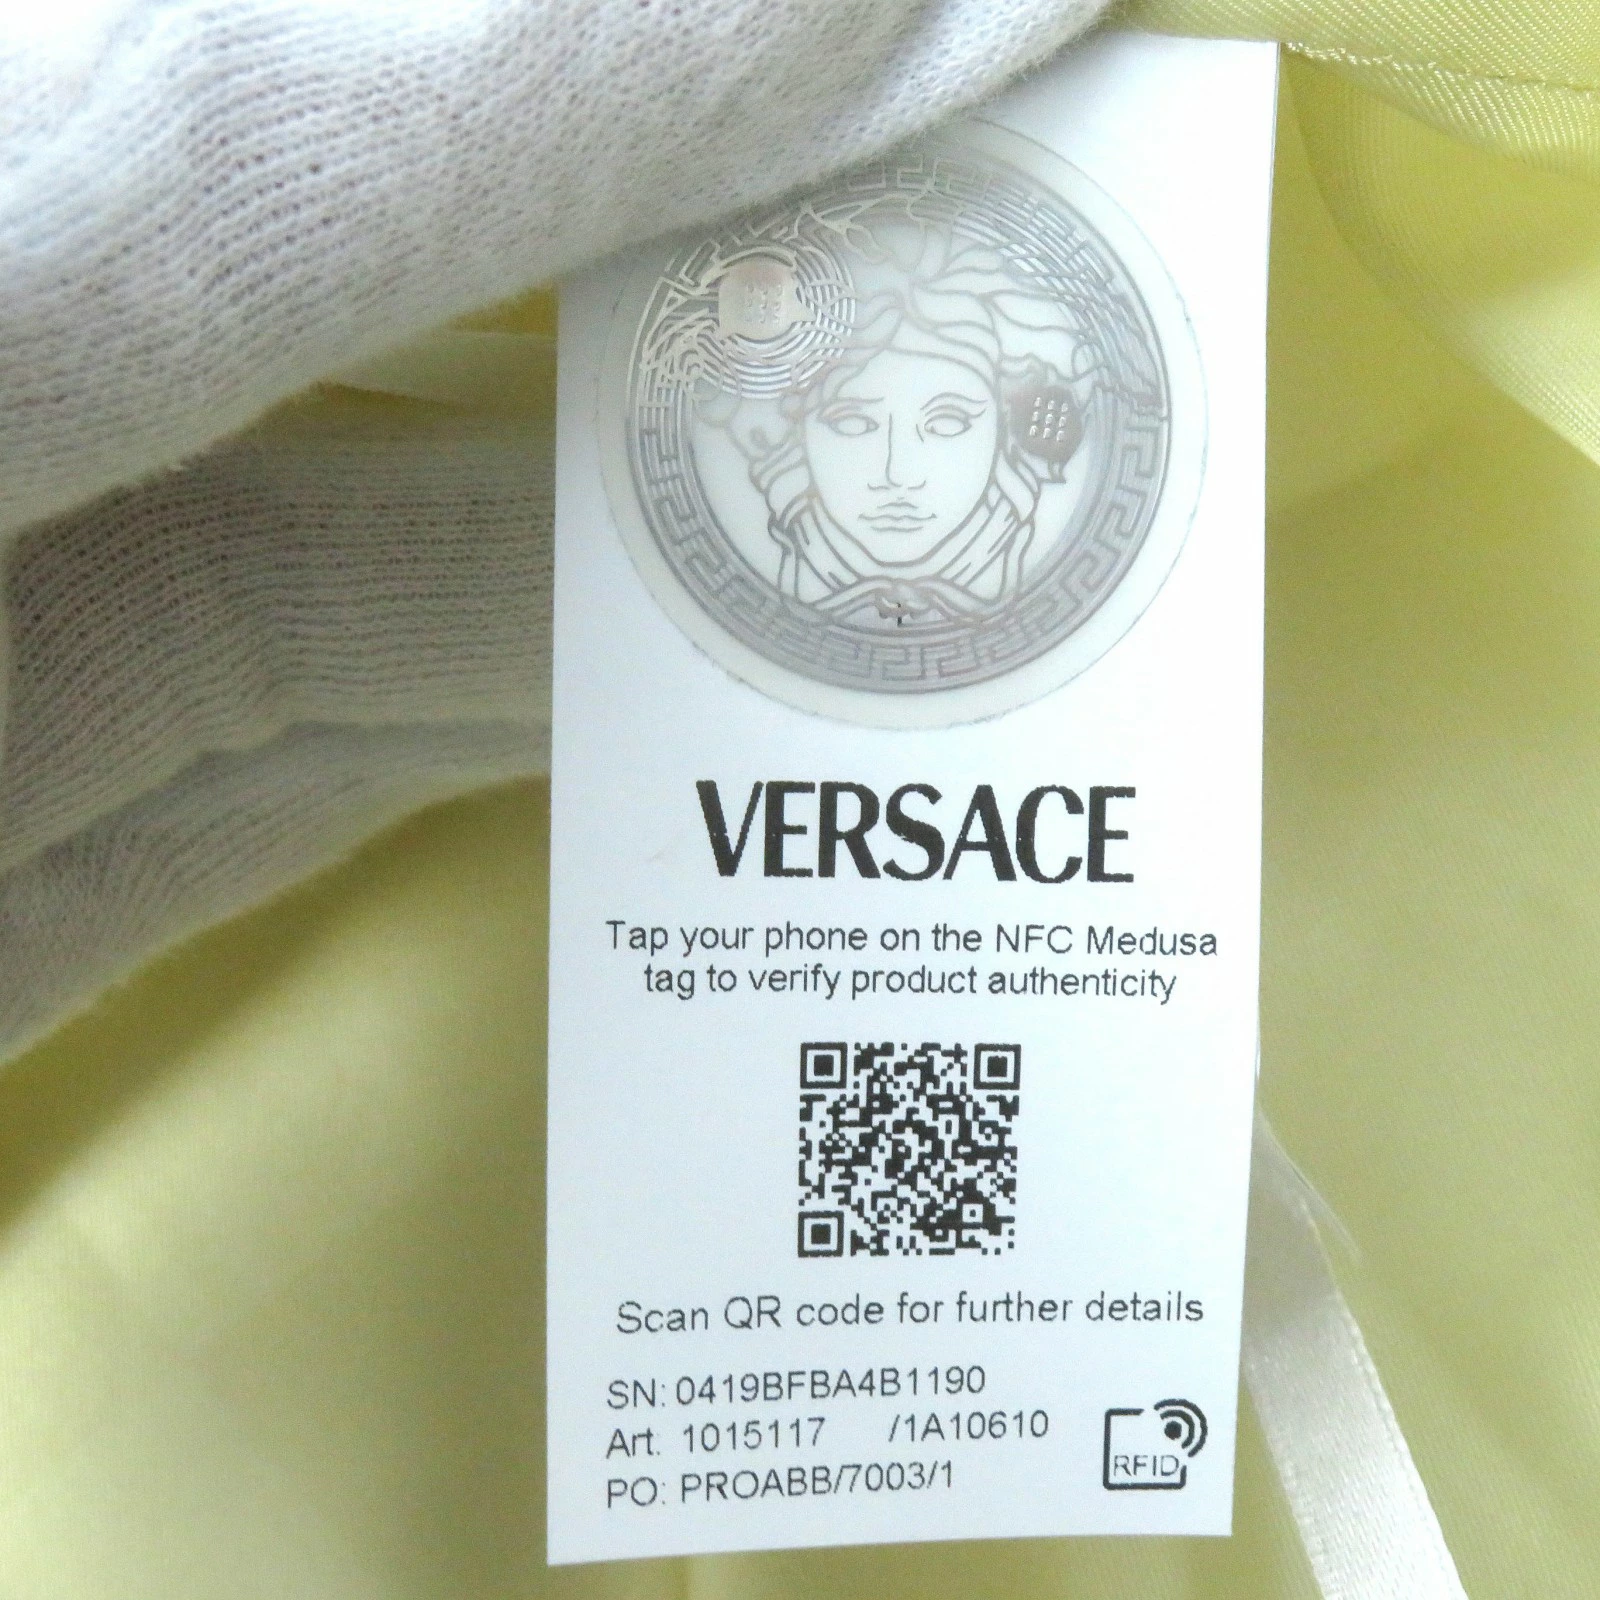 VERSACE
Tap your phone on the NFC Medusa
tag to verify product authenticity
Scan QR code for further details
SN: 0419BFBA4B1190
Art. 1015117 /1A10610
PO: PROABB/7003/1
RFID